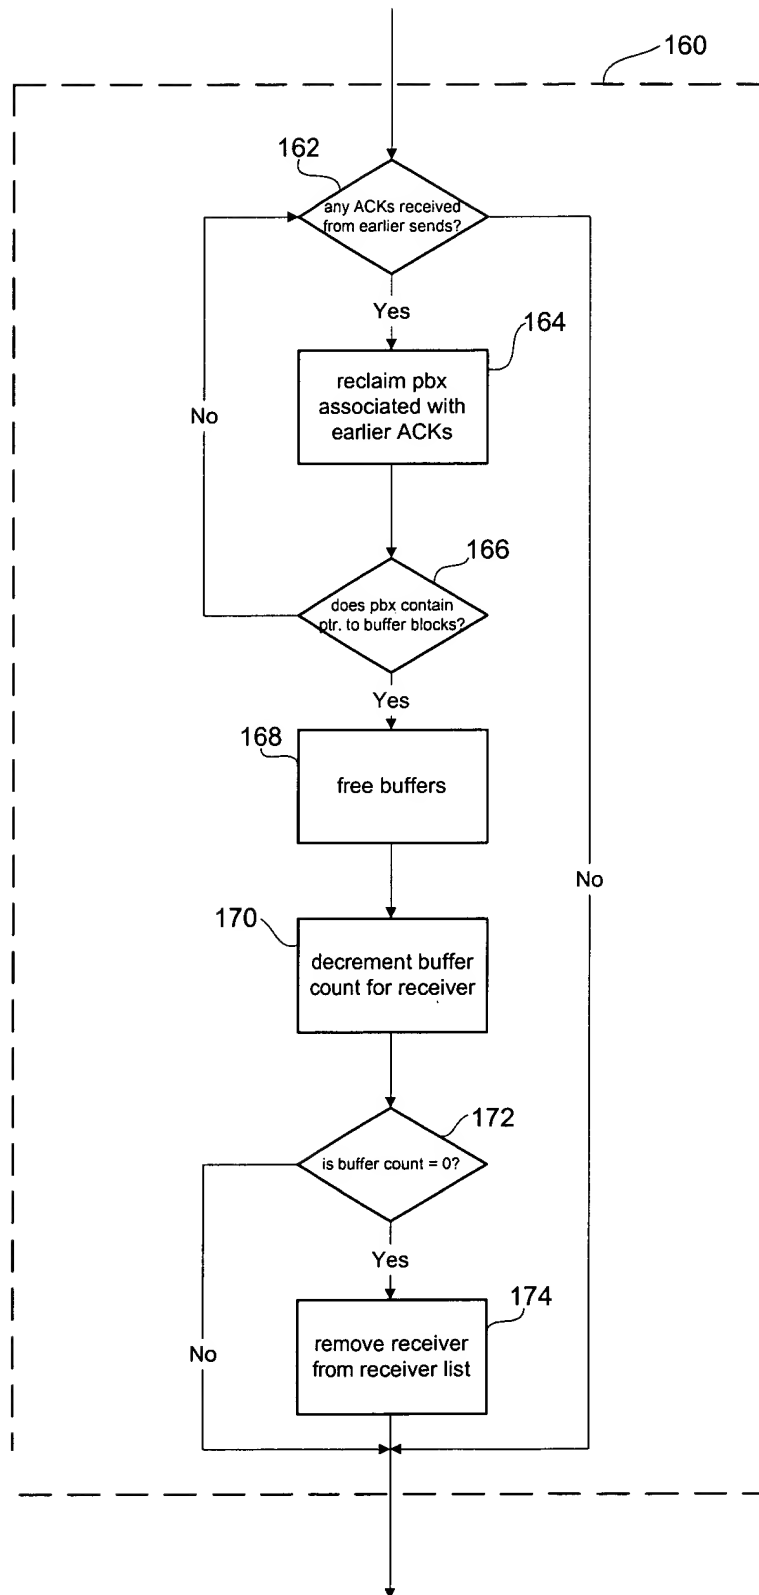 160
162
any ACKs received
from earlier sends?
Yes
164
reclaim pbx
associated with
earlier ACKs
No
166
does pbx contain
ptr. to buffer blocks?
Yes
168
free buffers
No
170
decrement buffer
count for receiver
172
is buffer count = 0?
Yes
174
remove receiver
from receiver list
No